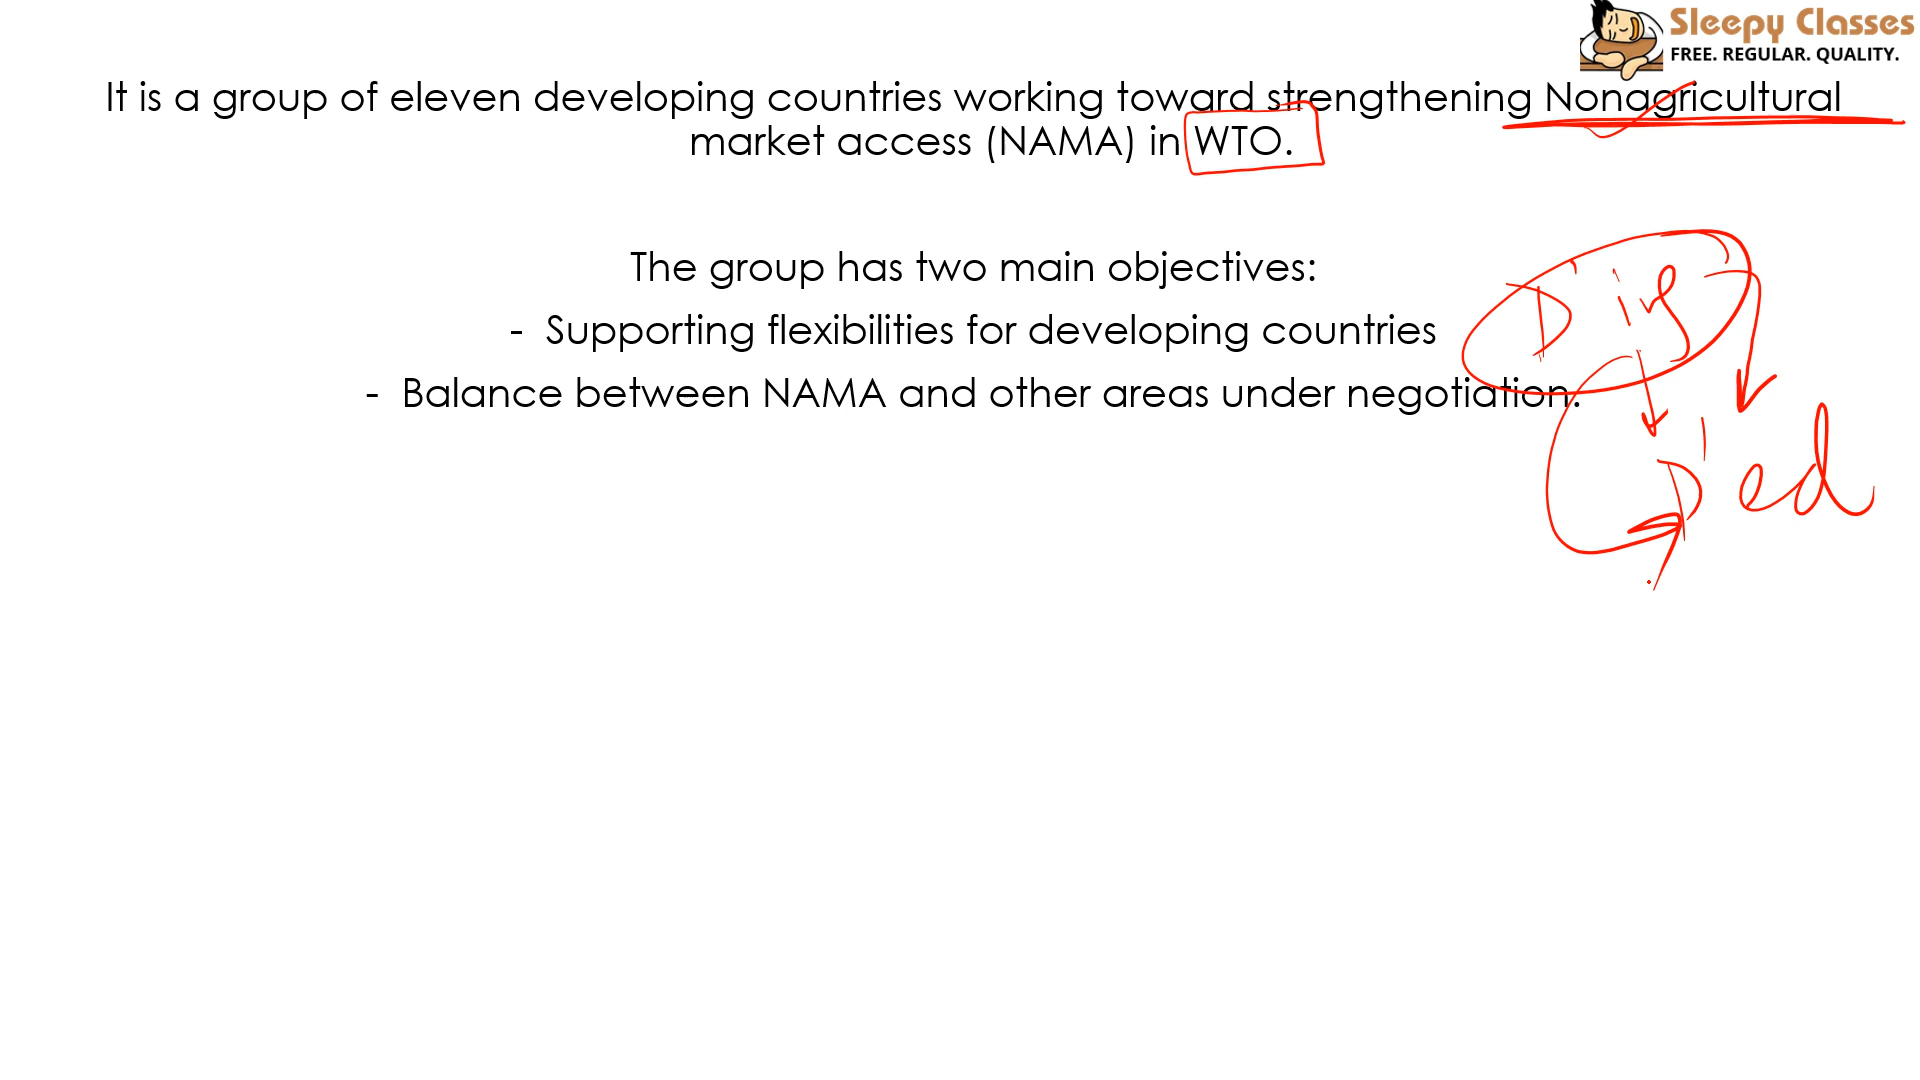 Sleepy Classes
FREE. REGULAR. QUALITY.
It is a group of eleven developing countries working toward strengthening Nonagricultural
market access (NAMA) in WTO.
The group has two main objectives:
- Supporting flexibilities for developing countries
- Balance between NAMA and other areas under negotiation.
D'ing
D'ed